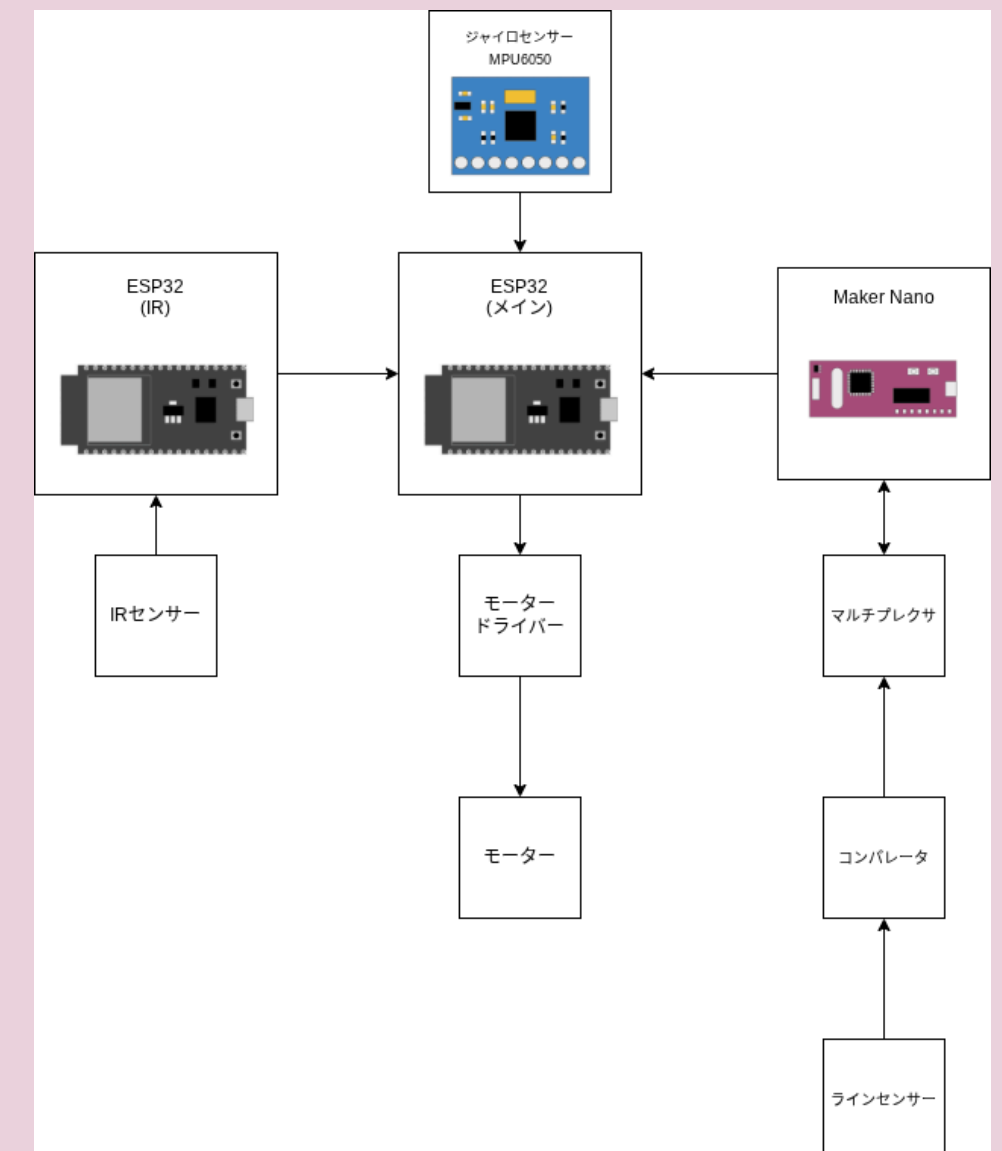 ジャイロセンサー
MPU6050
ESP32
(IR)
ESP32
(メイン)
Maker Nano
IRセンサー
モーター
ドライバー
マルチプレクサ
モーター
コンパレータ
ラインセンサー